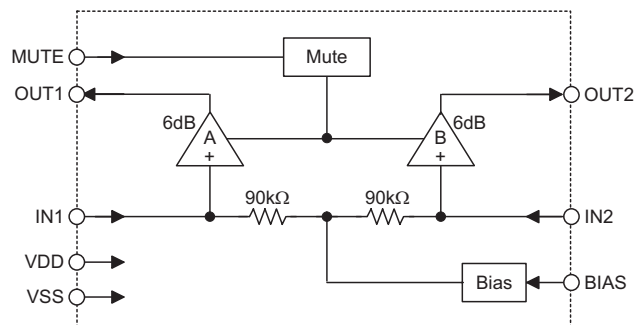 MUTE
Mute
OUT1
OUT2
6dB
A
+
B
+
6dB
90kΩ
90kΩ
IN1
IN2
VDD
VSS
Bias
BIAS